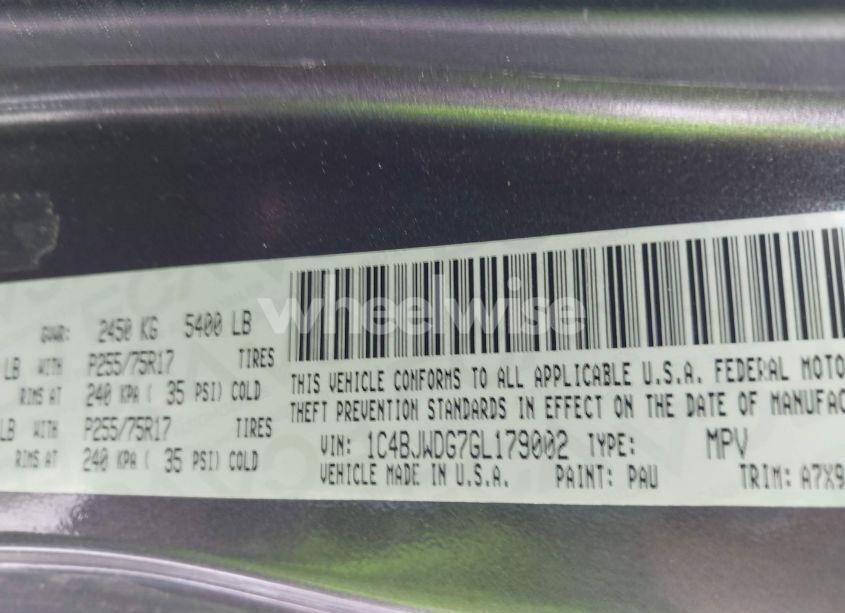 wheelwise
GVWR: 2450 KG 5400 LB
LB WITH P255/75R17 TIRES
RIMS AT 240 KPA ( 35 PSI) COLD
LB WITH P255/75R17 TIRES
RIMS AT 240 KPA ( 35 PSI) COLD
THIS VEHICLE CONFORMS TO ALL APPLICABLE U.S.A. FEDERAL MOTO
THEFT PREVENTION STANDARDS IN EFFECT ON THE DATE OF MANUFAC
VIN: 1C4BJWDG7GL179002 TYPE: MPV
VEHICLE MADE IN U.S.A. PAINT: PAU TRIM: A7X9